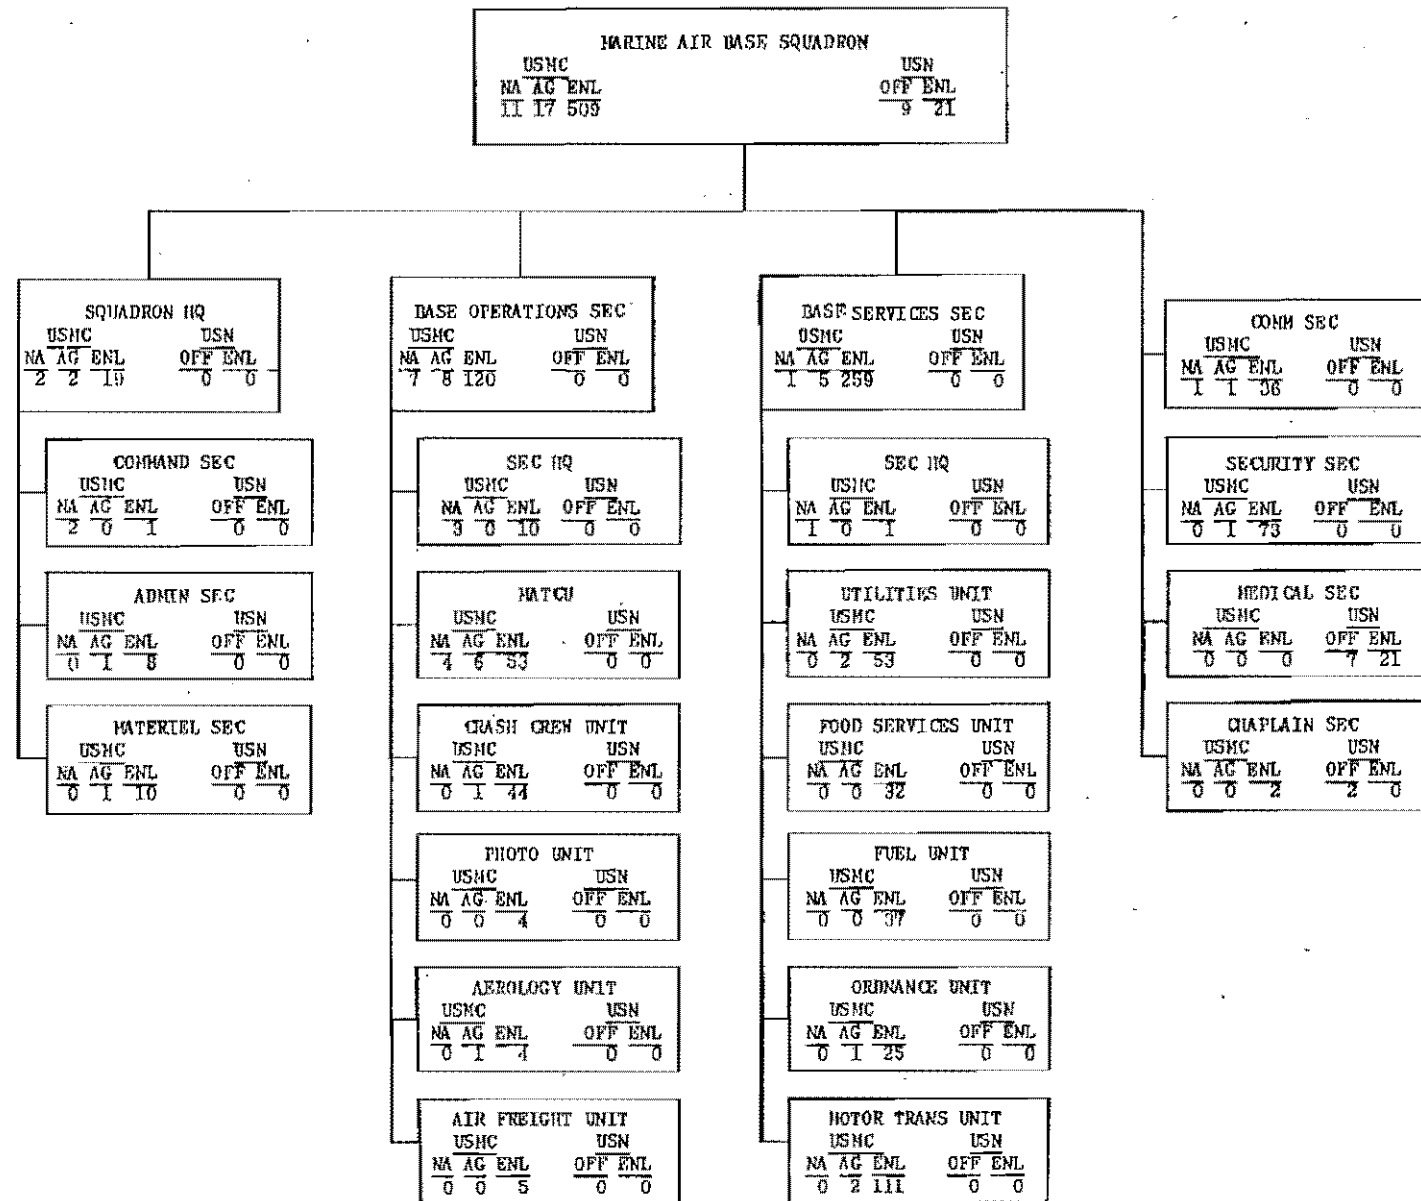 MARINE AIR BASE SQUADRON
USMC USN
NA AG ENL OFF ENL
11 17 509 9 21
SQUADRON HQ
USMC USN
NA AG ENL OFF ENL
2 2 19 0 0
COMMAND SEC
USMC USN
NA AG ENL OFF ENL
2 0 1 0 0
ADMIN SEC
USMC USN
NA AG ENL OFF ENL
0 1 8 0 0
MATERIEL SEC
USMC USN
NA AG ENL OFF ENL
0 1 10 0 0
BASE OPERATIONS SEC
USMC USN
NA AG ENL OFF ENL
7 8 120 0 0
SEC HQ
USMC USN
NA AG ENL OFF ENL
3 0 10 0 0
MATCU
USMC USN
NA AG ENL OFF ENL
4 6 53 0 0
CRASH CREW UNIT
USMC USN
NA AG ENL OFF ENL
0 1 44 0 0
PHOTO UNIT
USMC USN
NA AG ENL OFF ENL
0 0 4 0 0
AEROLOGY UNIT
USMC USN
NA AG ENL OFF ENL
0 1 4 0 0
AIR FREIGHT UNIT
USMC USN
NA AG ENL OFF ENL
0 0 5 0 0
BASE SERVICES SEC
USMC USN
NA AG ENL OFF ENL
1 5 259 0 0
SEC HQ
USMC USN
NA AG ENL OFF ENL
1 0 1 0 0
UTILITIES UNIT
USMC USN
NA AG ENL OFF ENL
0 2 53 0 0
FOOD SERVICES UNIT
USMC USN
NA AG ENL OFF ENL
0 0 32 0 0
FUEL UNIT
USMC USN
NA AG ENL OFF ENL
0 0 37 0 0
ORDNANCE UNIT
USMC USN
NA AG ENL OFF ENL
0 1 25 0 0
MOTOR TRANS UNIT
USMC USN
NA AG ENL OFF ENL
0 2 111 0 0
COMM SEC
USMC USN
NA AG ENL OFF ENL
1 1 36 0 0
SECURITY SEC
USMC USN
NA AG ENL OFF ENL
0 1 73 0 0
MEDICAL SEC
USMC USN
NA AG ENL OFF ENL
0 0 0 7 21
CHAPLAIN SEC
USMC USN
NA AG ENL OFF ENL
0 0 2 2 0